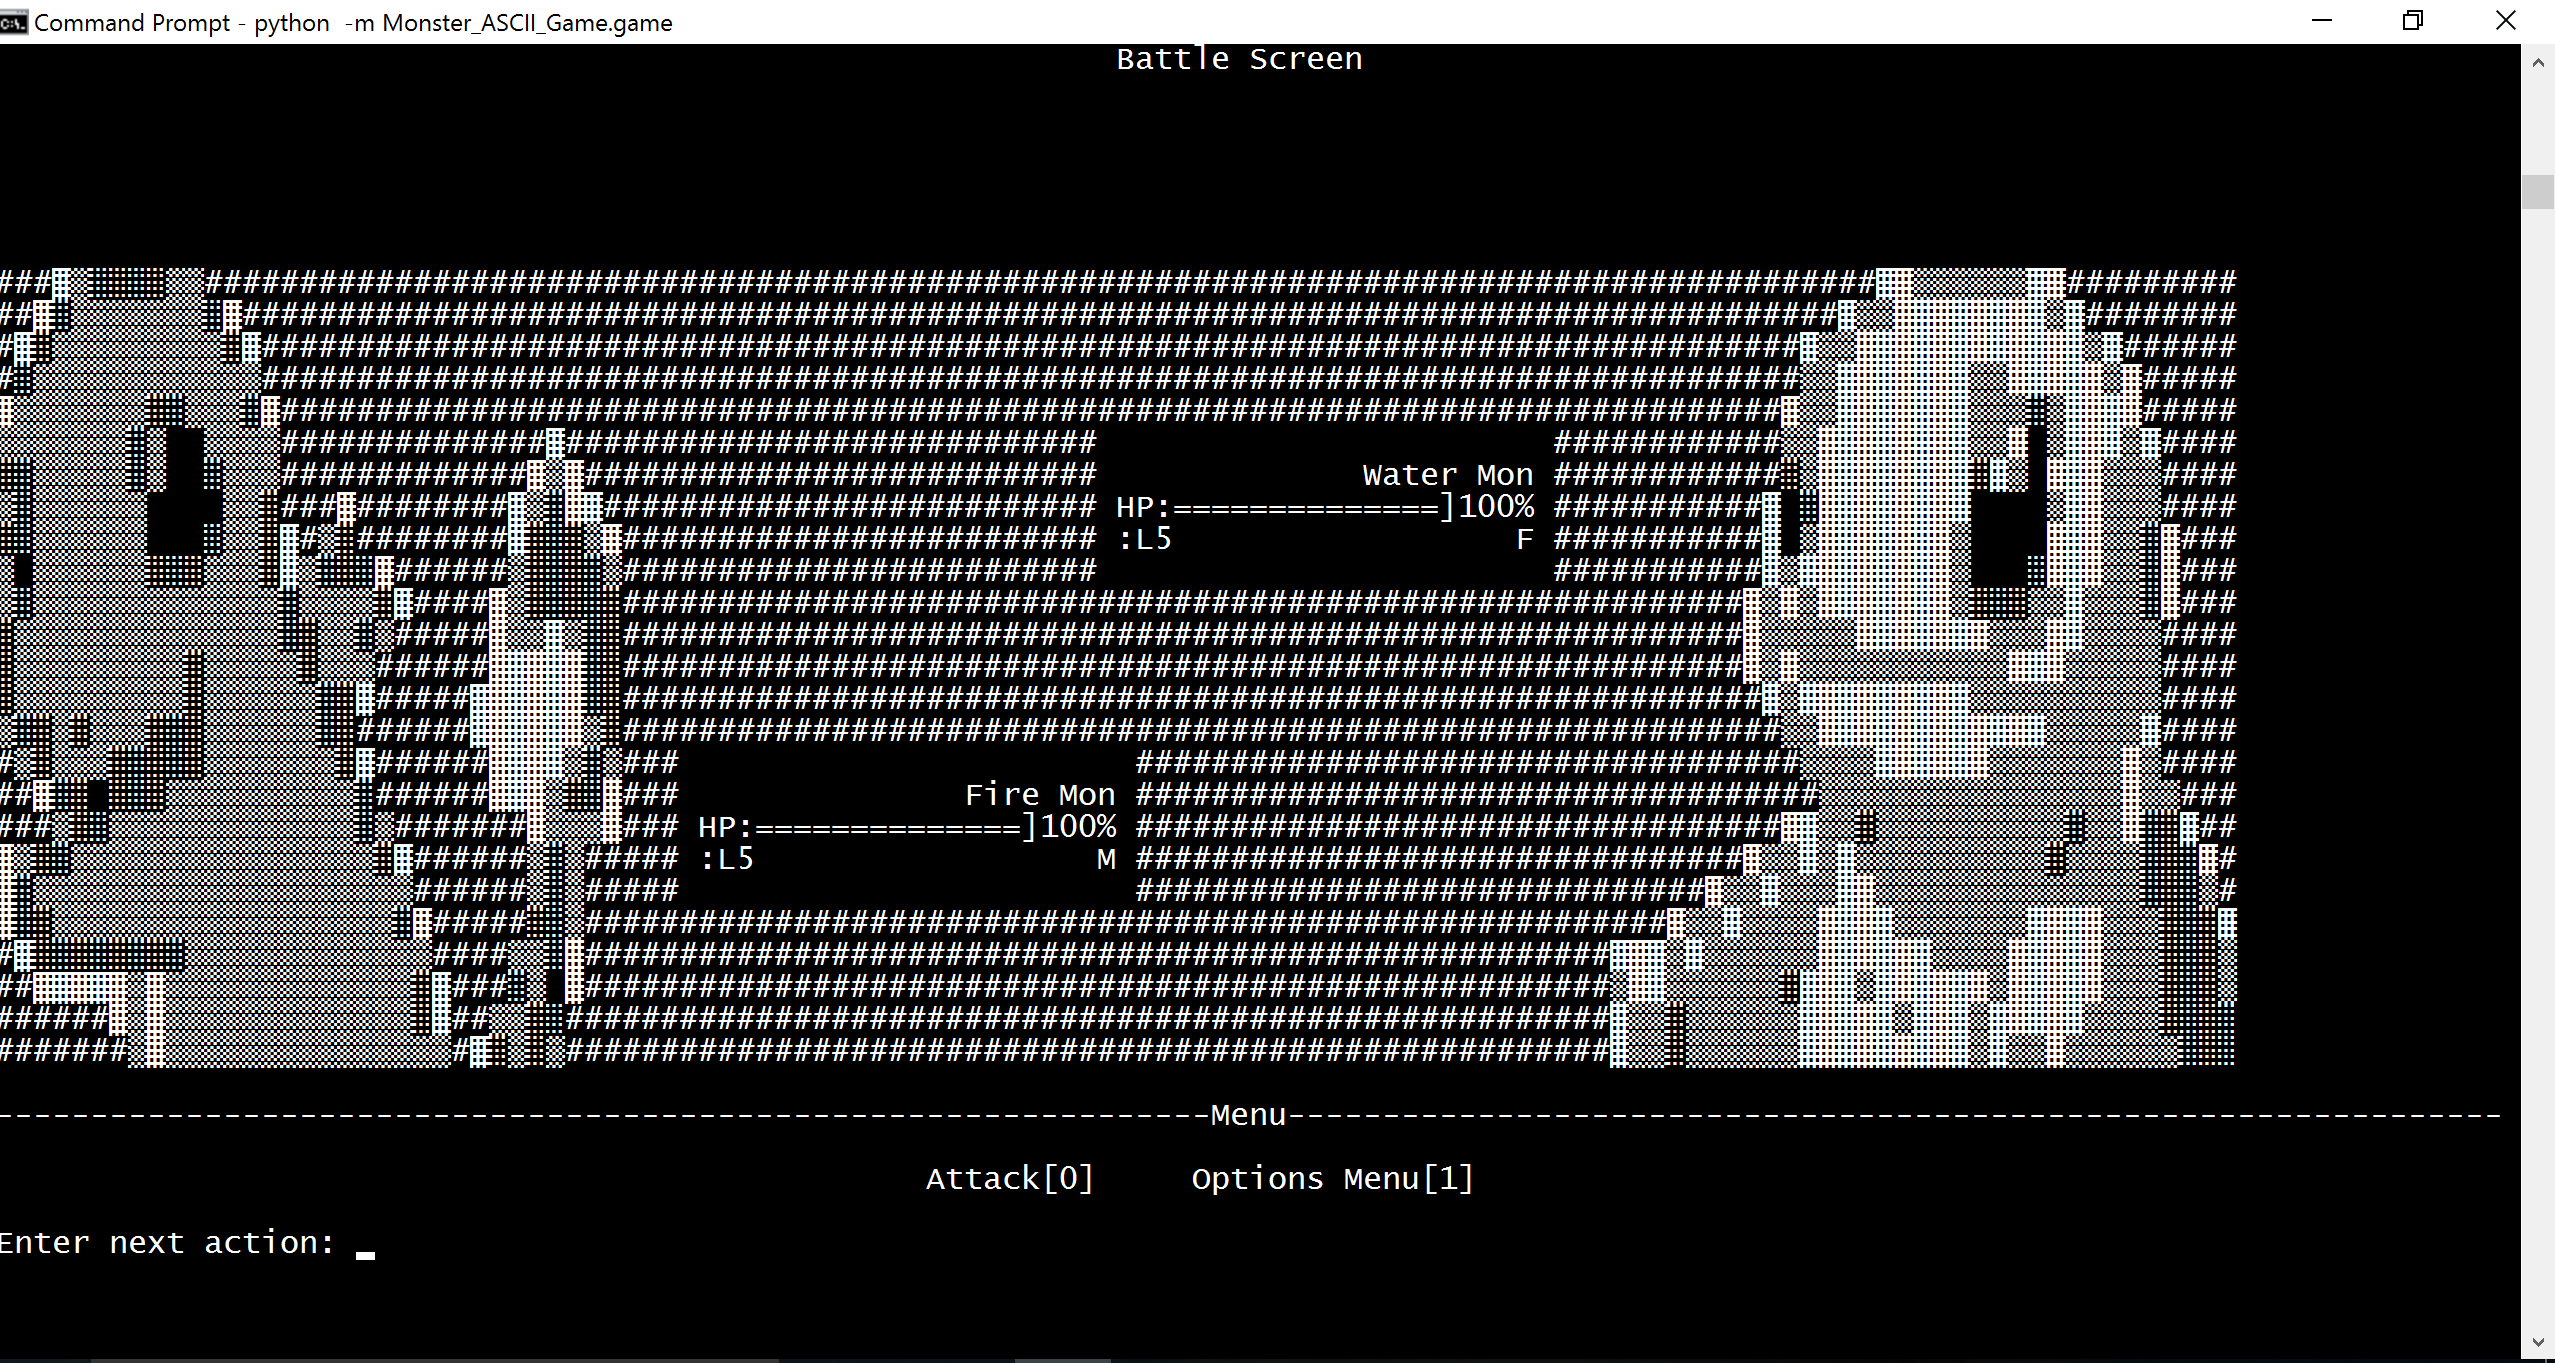 Command Prompt - python  -m Monster_ASCII_Game.game
Battle Screen
Water Mon
HP:==============]100%
:L5 F
Fire Mon
HP:==============]100%
:L5 M
Menu
Attack[0] Options Menu[1]
Enter next action: